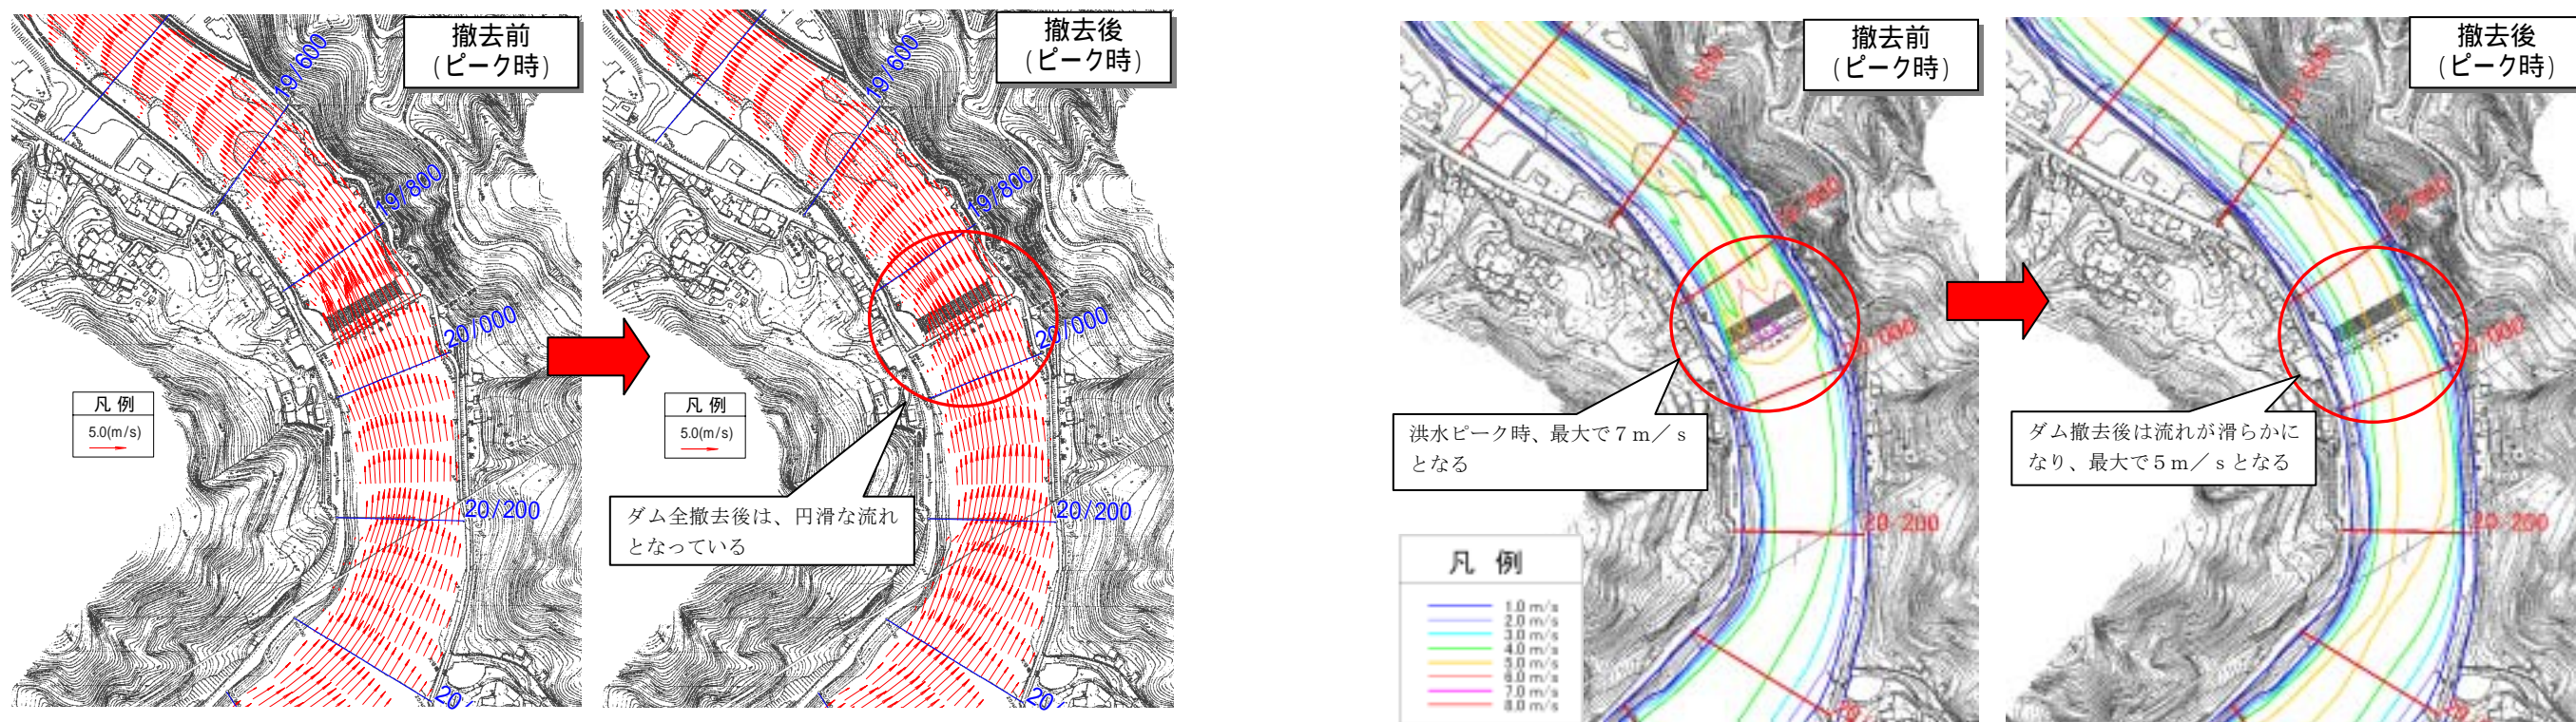 撤去前
(ピーク時)
19/600
19/800
20/000
20/200
20
凡 例
5.0(m/s)
撤去後
(ピーク時)
19/600
19/800
20/000
20/200
20
凡 例
5.0(m/s)
ダム全撤去後は、円滑な流れ
となっている
撤去前
(ピーク時)
20 200
洪水ピーク時、最大で7m/s
となる
凡 例
1.0 m/s
2.0 m/s
3.0 m/s
4.0 m/s
5.0 m/s
6.0 m/s
7.0 m/s
8.0 m/s
撤去後
(ピーク時)
20 200
ダム撤去後は流れが滑らかに
なり、最大で5m/sとなる